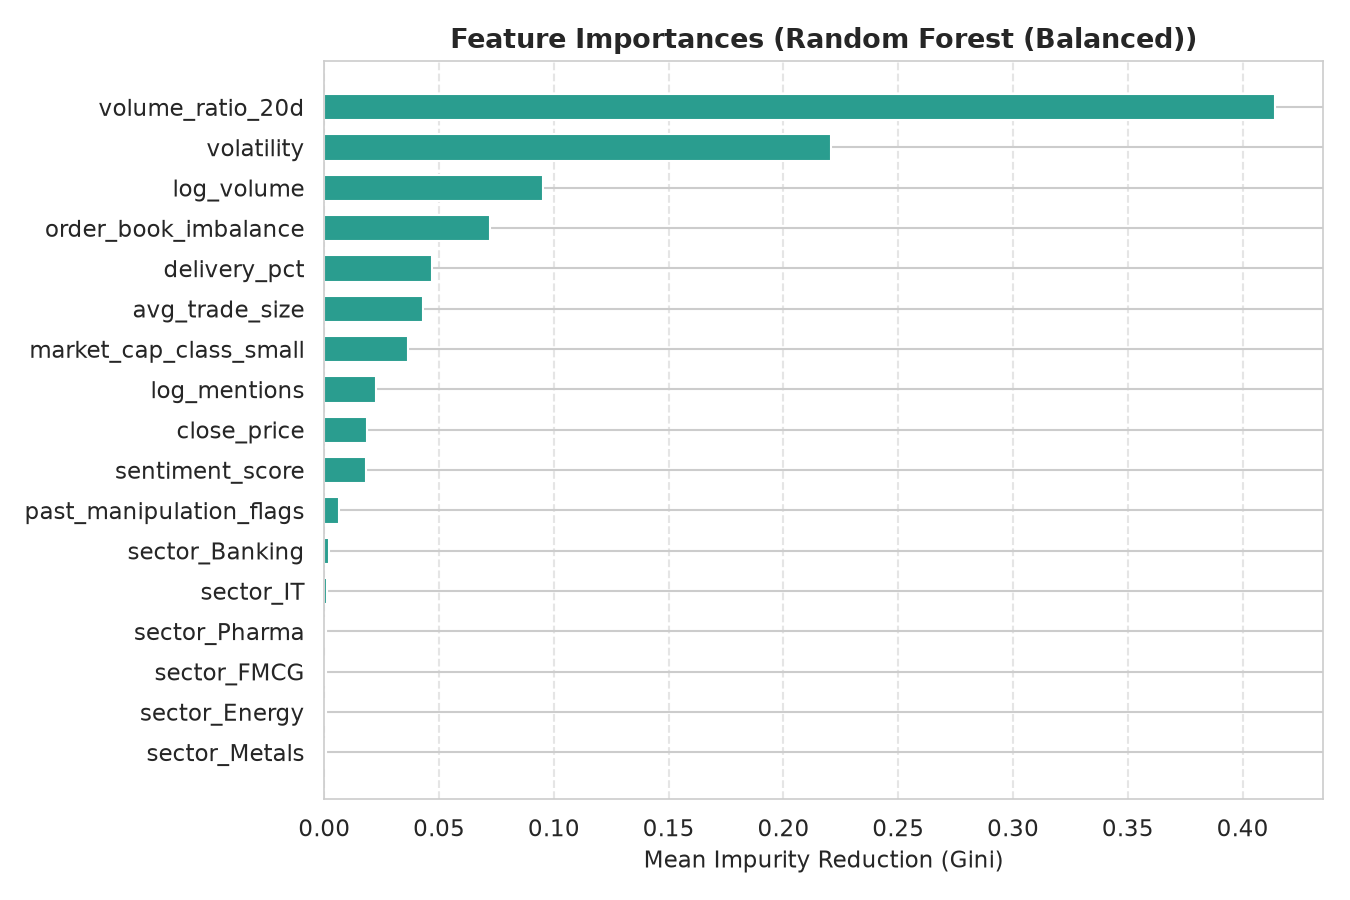 Feature Importances (Random Forest (Balanced))
volume_ratio_20d
volatility
log_volume
order_book_imbalance
delivery_pct
avg_trade_size
market_cap_class_small
log_mentions
close_price
sentiment_score
past_manipulation_flags
sector_Banking
sector_IT
sector_Pharma
sector_FMCG
sector_Energy
sector_Metals
0.00 0.05 0.10 0.15 0.20 0.25 0.30 0.35 0.40
Mean Impurity Reduction (Gini)